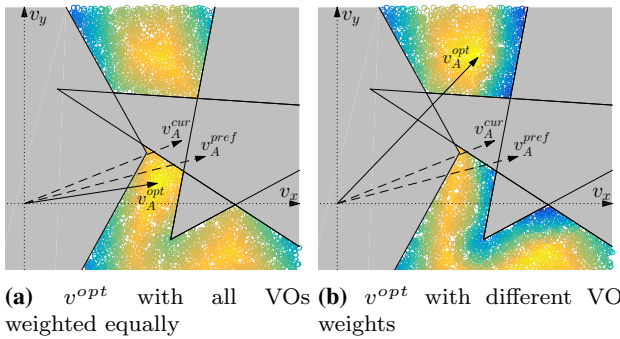 v_y
v_A^{cur}
v_A^{pref}
v_A^{opt}
v_x
v_y
v_A^{opt}
v_A^{cur}
v_A^{pref}
v_x
(a) v^{opt} with all VOs weighted equally
(b) v^{opt} with different VO weights